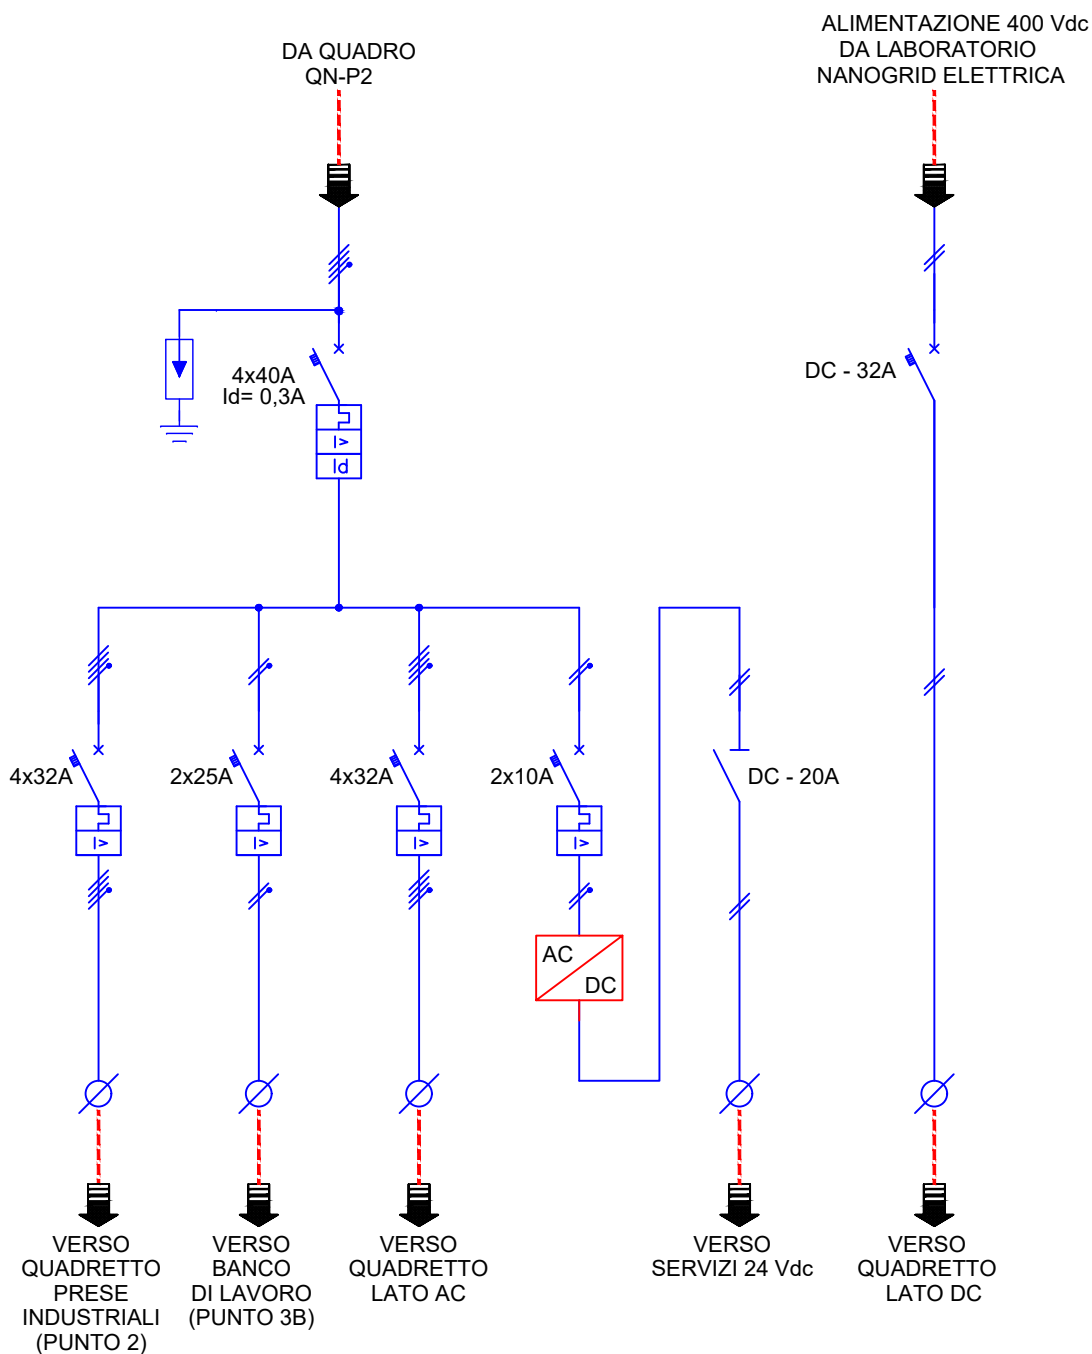 DA QUADRO
QN-P2
ALIMENTAZIONE 400 Vdc
DA LABORATORIO
NANOGRID ELETTRICA
4x40A
Id= 0,3A
I>
Id
DC - 32A
4x32A
I>
2x25A
I>
4x32A
I>
2x10A
I>
DC - 20A
AC
DC
VERSO
QUADRETTO
PRESE
INDUSTRIALI
(PUNTO 2)
VERSO
BANCO
DI LAVORO
(PUNTO 3B)
VERSO
QUADRETTO
LATO AC
VERSO
SERVIZI 24 Vdc
VERSO
QUADRETTO
LATO DC